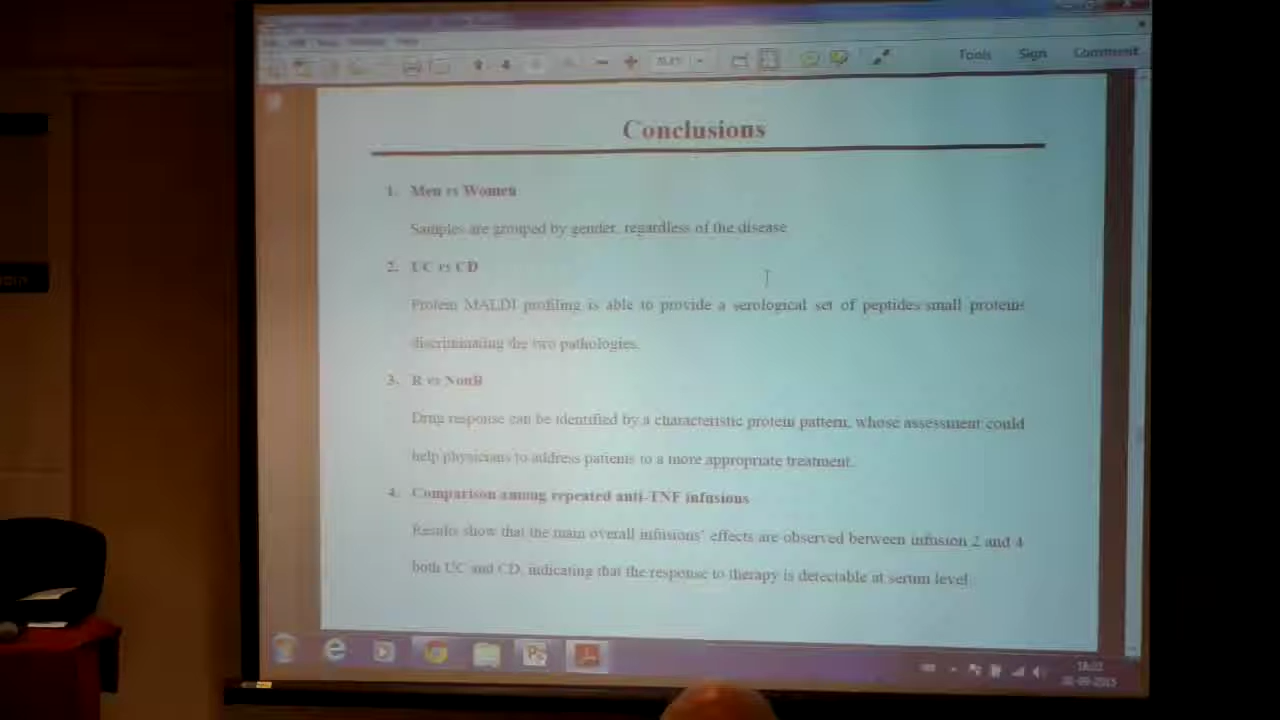 Tools Sign Comment
Conclusions
1. Men vs Women
Samples are grouped by gender, regardless of the disease
2. UC vs CD
Protein MALDI profiling is able to provide a serological set of peptides small proteins
discriminating the two pathologies.
3. R vs NonR
Drug response can be identified by a characteristic protein pattern, whose assessment could
help physicians to address patients to a more appropriate treatment.
4. Comparison among repeated anti-TNF infusions
Results show that the main overall infusions' effects are observed between infusion 2 and 4
both UC and CD, indicating that the response to therapy is detectable at serum level